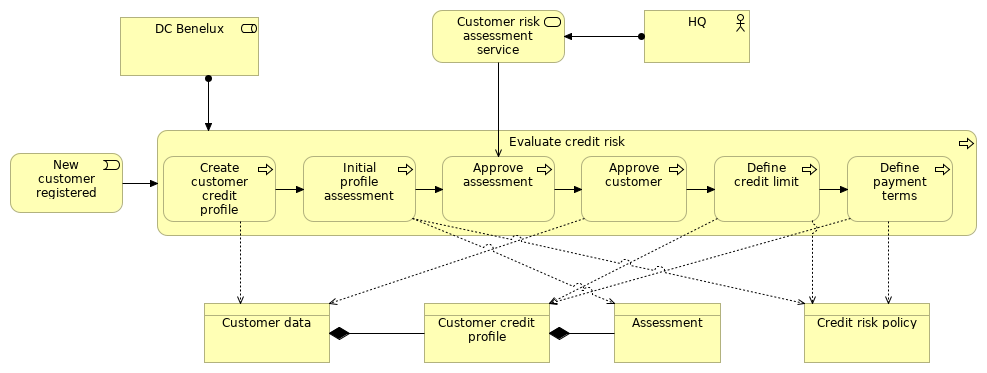 DC Benelux
Customer risk
assessment
service
HQ
New
customer
registered
Evaluate credit risk
Create
customer
credit
profile
Initial
profile
assessment
Approve
assessment
Approve
customer
Define
credit limit
Define
payment
terms
Customer data
Customer credit
profile
Assessment
Credit risk policy